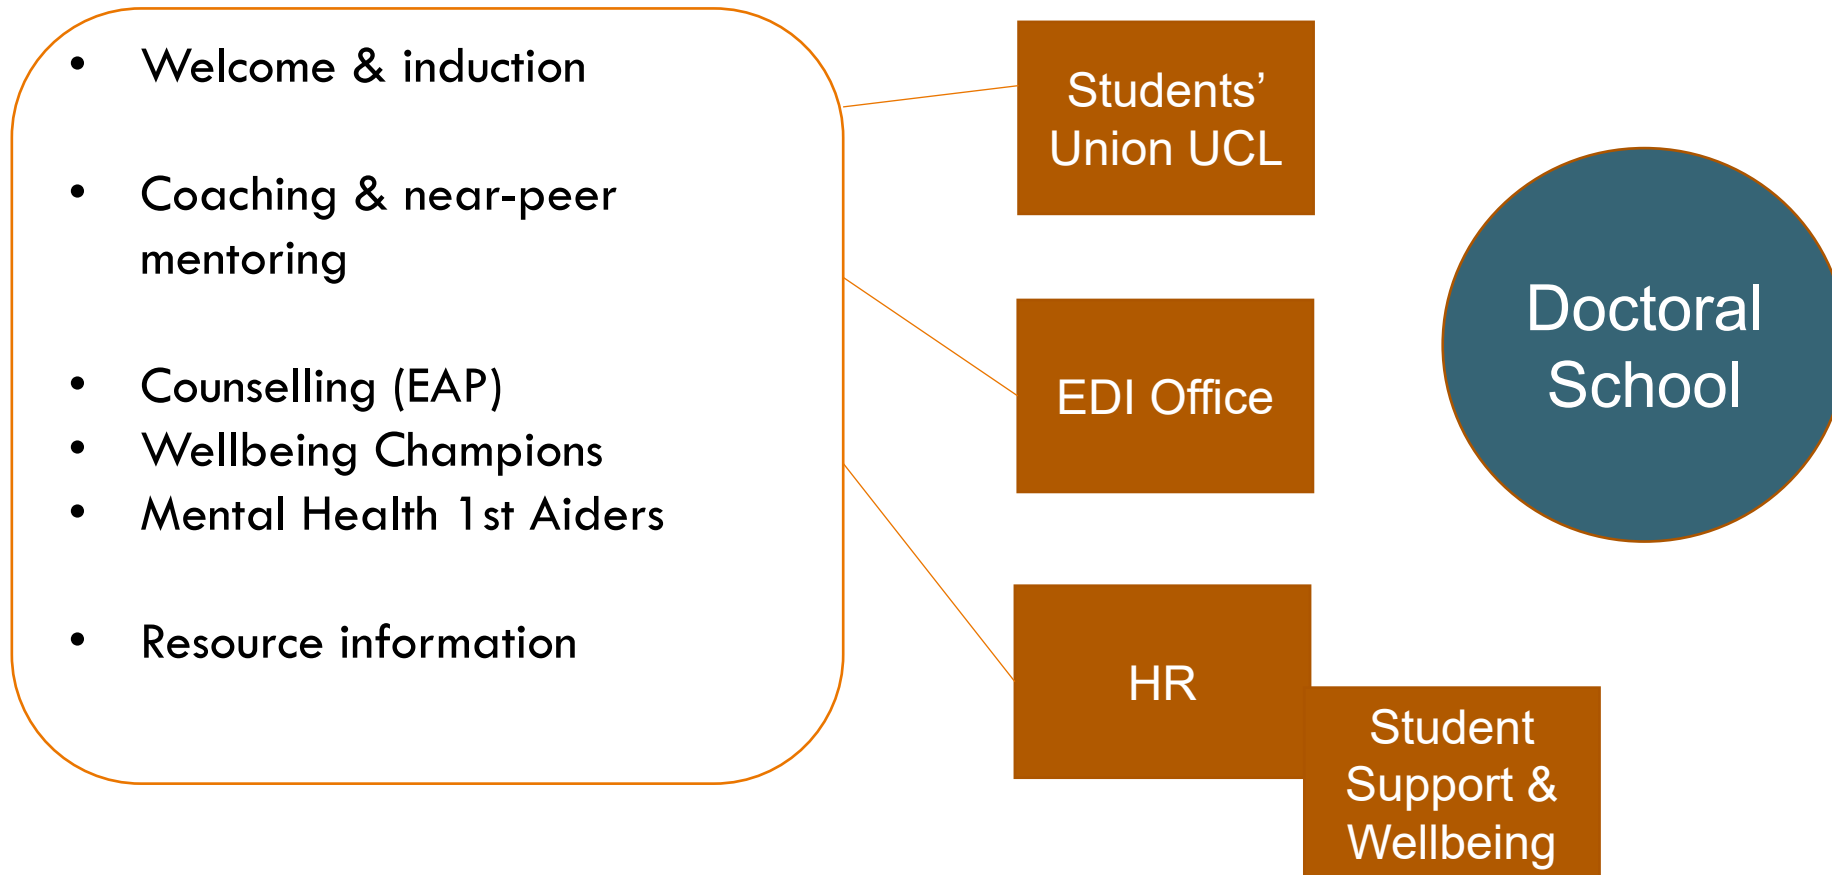 • Welcome & induction
• Coaching & near-peer
mentoring
• Counselling (EAP)
• Wellbeing Champions
• Mental Health 1st Aiders
• Resource information
Students’
Union UCL
EDI Office
HR
Student
Support &
Wellbeing
Doctoral
School